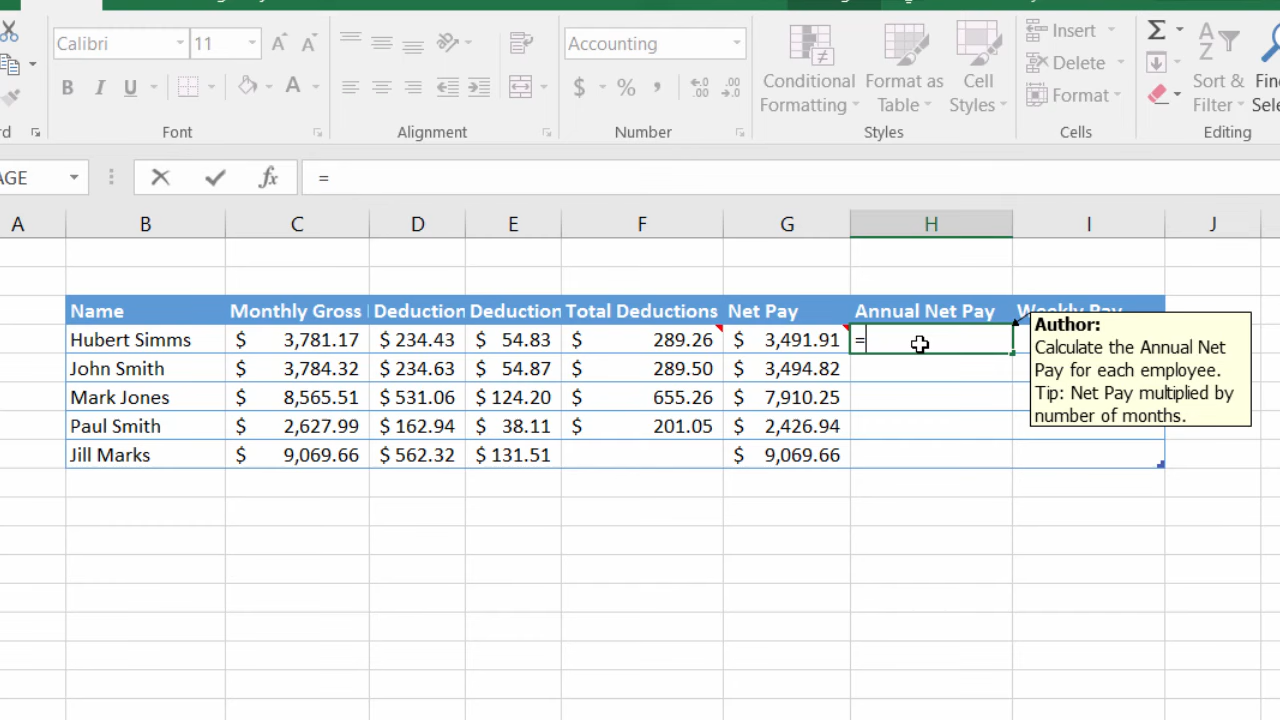 Calibri 11 Accounting Insert Σ
Conditional Format as Cell Delete Sort &
Formatting Table Styles Format Filter
B I U $ % ,
Font Alignment Number Styles Cells Editing
AGE fx =
A B C D E F G H I J
Name Monthly Gross Deduction Deduction Total Deductions Net Pay Annual Net Pay Weekly Pay
Hubert Simms $ 3,781.17 $ 234.43 $ 54.83 $ 289.26 $ 3,491.91 =
John Smith $ 3,784.32 $ 234.63 $ 54.87 $ 289.50 $ 3,494.82
Mark Jones $ 8,565.51 $ 531.06 $ 124.20 $ 655.26 $ 7,910.25
Paul Smith $ 2,627.99 $ 162.94 $ 38.11 $ 201.05 $ 2,426.94
Jill Marks $ 9,069.66 $ 562.32 $ 131.51 $ 9,069.66
Author:
Calculate the Annual Net
Pay for each employee.
Tip: Net Pay multiplied by
number of months.